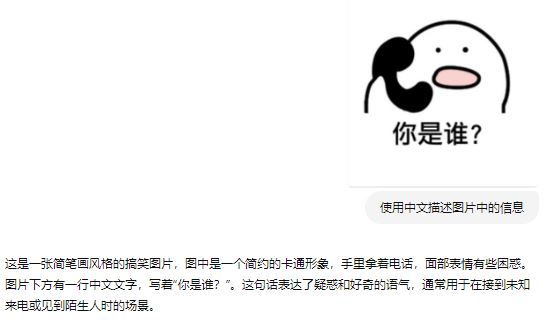 你是谁？
使用中文描述图片中的信息
这是一张简笔画风格的搞笑图片，图中是一个简约的卡通形象，手里拿着电话，面部表情有些困惑。
图片下方有一行中文文字，写着“你是谁？”。这句话表达了疑惑和好奇的语气，通常用于在接到未知
来电或见到陌生人时的场景。